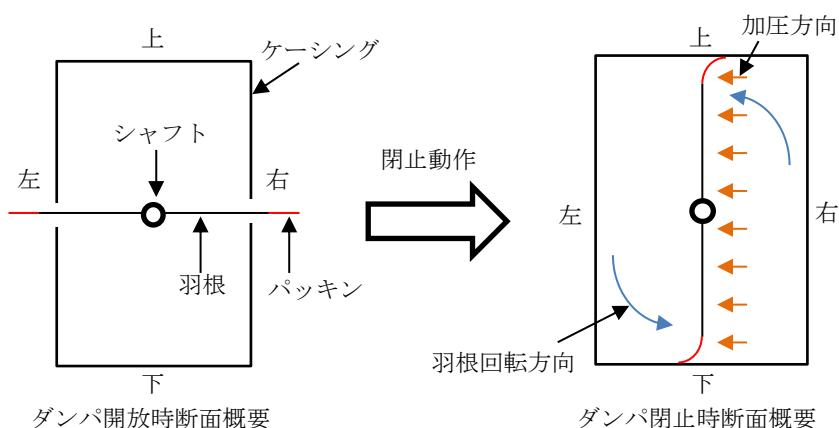 上
ケーシング
シャフト
左
右
羽根
パッキン
下
ダンパ開放時断面概要
閉止動作
加圧方向
上
左
右
羽根回転方向
下
ダンパ閉止時断面概要